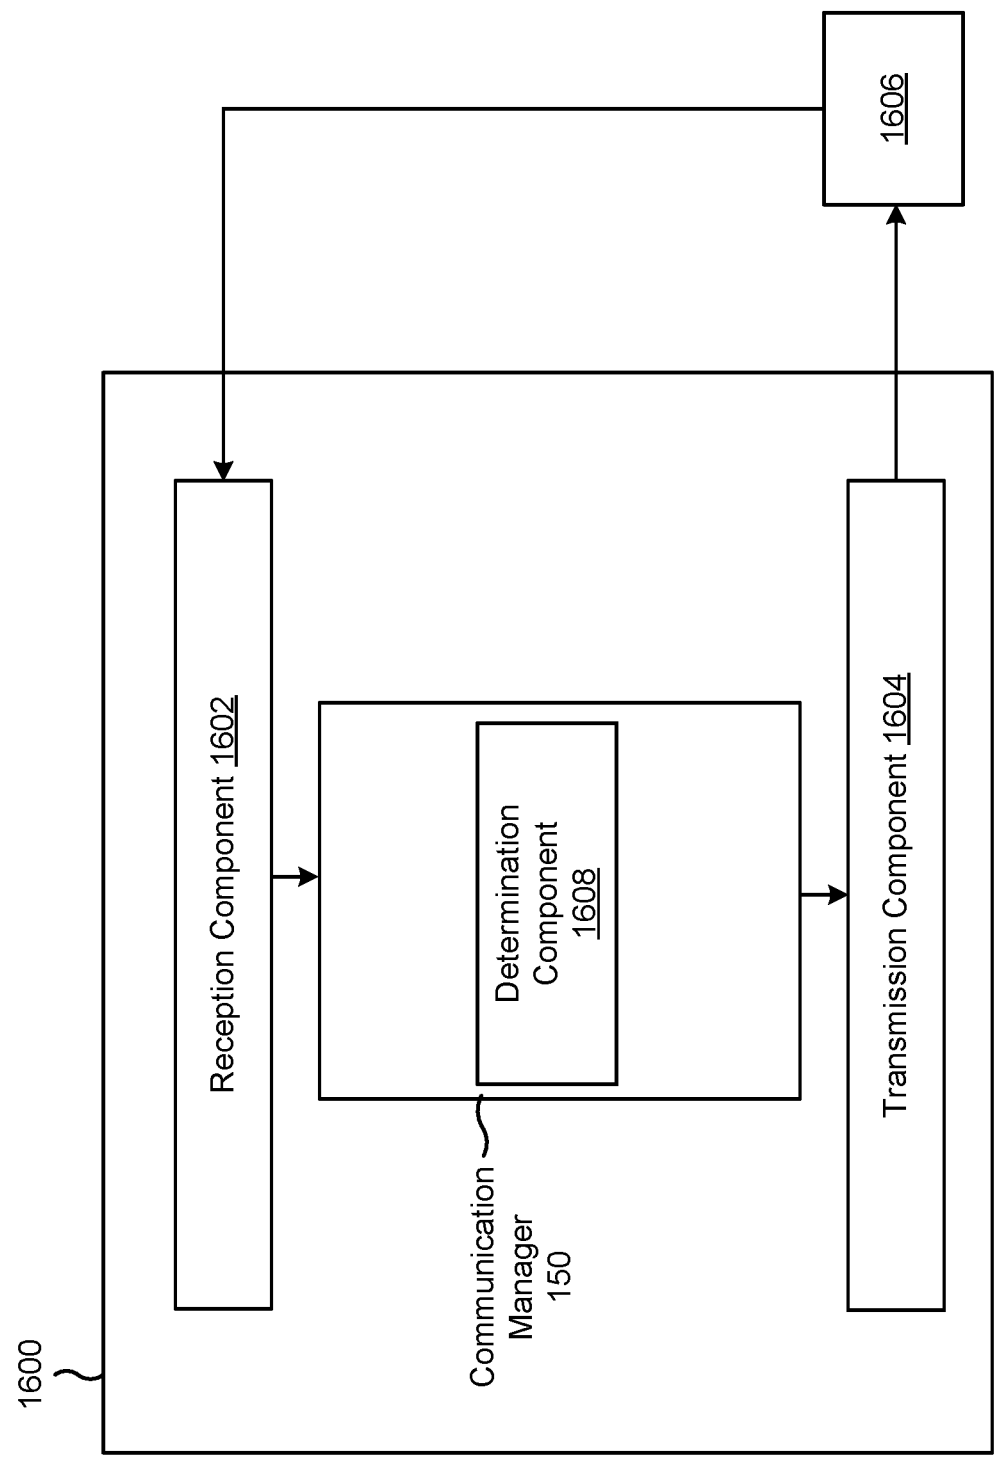 1600
Reception Component 1602
Communication
Manager
150
Determination
Component
1608
Transmission Component 1604
1606